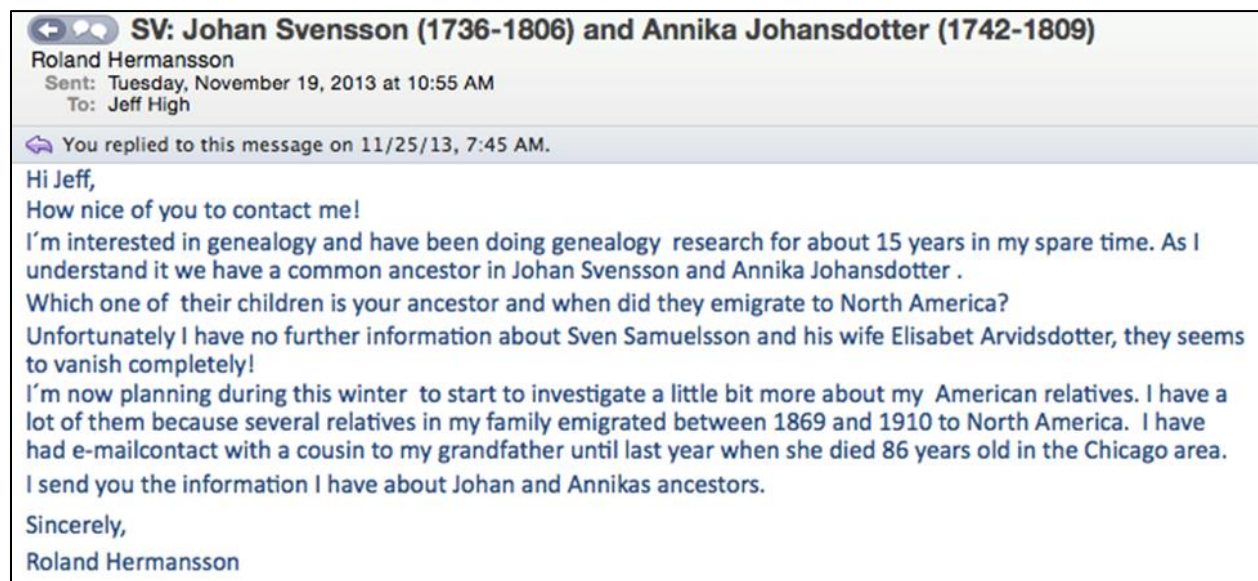 SV: Johan Svensson (1736-1806) and Annika Johansdotter (1742-1809)
Roland Hermansson
Sent: Tuesday, November 19, 2013 at 10:55 AM
To: Jeff High
You replied to this message on 11/25/13, 7:45 AM.
Hi Jeff,
How nice of you to contact me!
I´m interested in genealogy and have been doing genealogy  research for about 15 years in my spare time. As I
understand it we have a common ancestor in Johan Svensson and Annika Johansdotter .
Which one of  their children is your ancestor and when did they emigrate to North America?
Unfortunately I have no further information about Sven Samuelsson and his wife Elisabet Arvidsdotter, they seems
to vanish completely!
I´m now planning during this winter  to start to investigate a little bit more about my  American relatives. I have a
lot of them because several relatives in my family emigrated between 1869 and 1910 to North America.  I have
had e-mailcontact with a cousin to my grandfather until last year when she died 86 years old in the Chicago area.
I send you the information I have about Johan and Annikas ancestors.
Sincerely,
Roland Hermansson